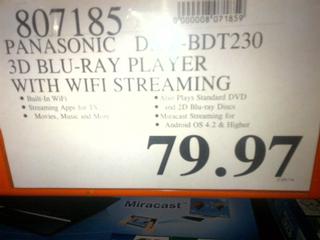 807185
9000008071859
PANASONIC -BDT230
3D BLU-RAY PLAYER
WITH WIFI STREAMING
• Built-In WiFi
• Streaming Apps for TV,
Movies, Music and More
• Also Plays Standard DVD
and 2D Blu-ray Discs
• Miracast Streaming for
Android OS 4.2 & Higher
79.97
Miracast